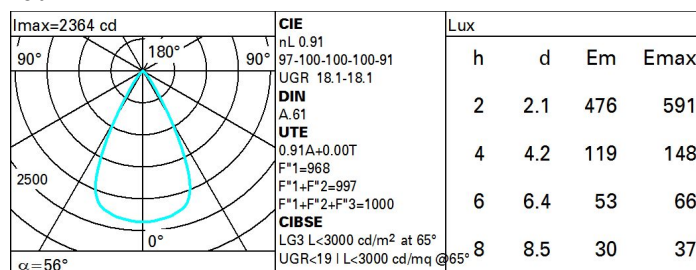 Imax=2364 cd
90°
180°
90°
2500
0°
α=56°
CIE
nL 0.91
97-100-100-100-91
UGR 18.1-18.1
DIN
A.61
UTE
0.91A+0.00T
F"1=968
F"1+F"2=997
F"1+F"2+F"3=1000
CIBSE
LG3 L<3000 cd/m² at 65°
UGR<19 | L<3000 cd/mq @65°
Lux
h d Em Emax
2 2.1 476 591
4 4.2 119 148
6 6.4 53 66
8 8.5 30 37